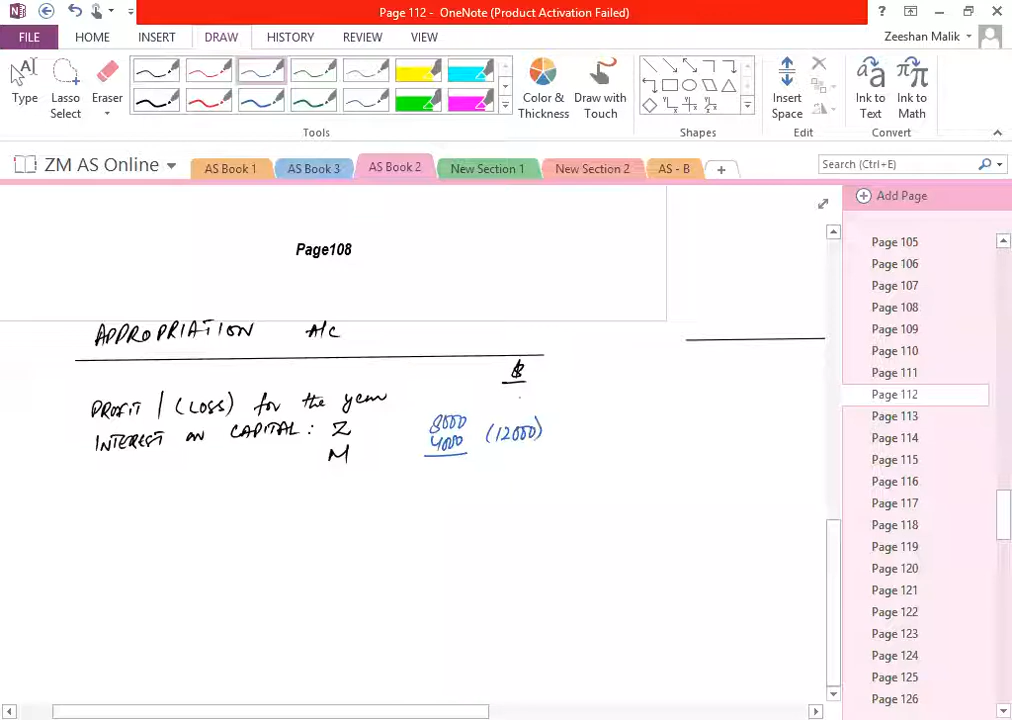 Page 112 - OneNote (Product Activation Failed)
FILE HOME INSERT DRAW HISTORY REVIEW VIEW
Zeeshan Malik
Type Lasso Select Eraser
Color & Thickness
Draw with Touch
Insert Space
Ink to Text
Ink to Math
Tools Shapes Edit Convert
ZM AS Online
AS Book 1 AS Book 3 AS Book 2 New Section 1 New Section 2 AS - B
Search (Ctrl+E)
Add Page
Page108
APPROPRIATION A/C
$
PROFIT / (LOSS) for the year
INTEREST ON CAPITAL : Z 8000
M 4000 (12000)
Page 105
Page 106
Page 107
Page 108
Page 109
Page 110
Page 111
Page 112
Page 113
Page 114
Page 115
Page 116
Page 117
Page 118
Page 119
Page 120
Page 121
Page 122
Page 123
Page 124
Page 125
Page 126